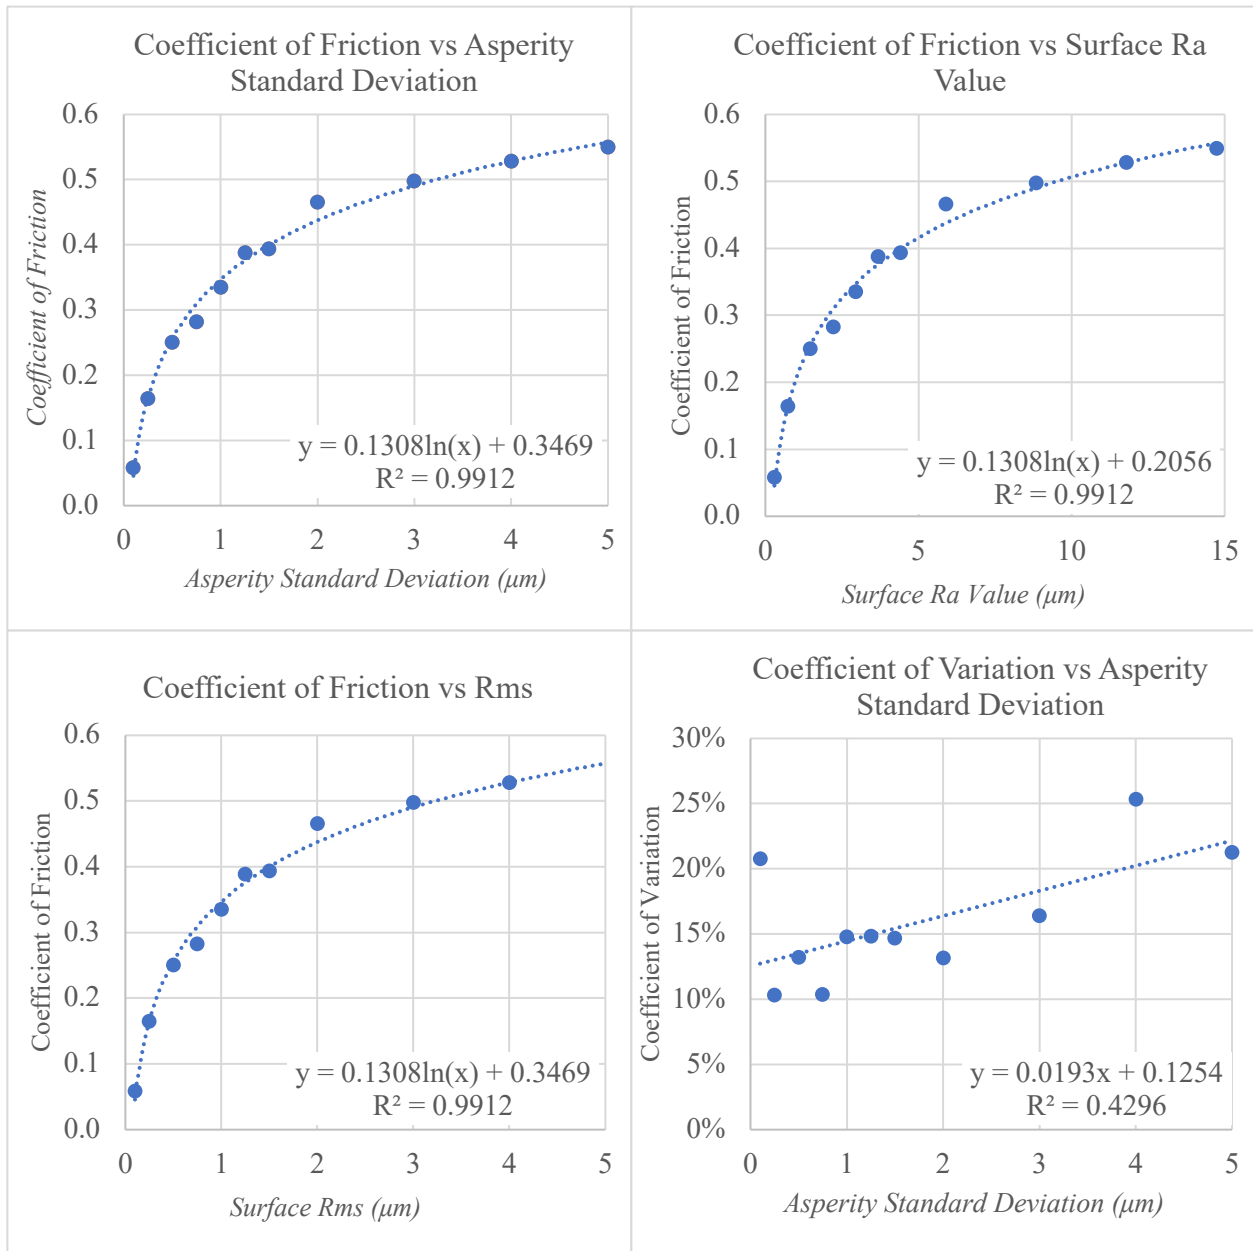 Coefficient of Friction vs Asperity
Standard Deviation
0.6
0.5
0.4
0.3
0.2
0.1
0.0
Coefficient of Friction
y = 0.1308ln(x) + 0.3469
R² = 0.9912
0 1 2 3 4 5
Asperity Standard Deviation (μm)
Coefficient of Friction vs Surface Ra
Value
0.6
0.5
0.4
0.3
0.2
0.1
0.0
Coefficient of Friction
y = 0.1308ln(x) + 0.2056
R² = 0.9912
0 5 10 15
Surface Ra Value (μm)
Coefficient of Friction vs Rms
0.6
0.5
0.4
0.3
0.2
0.1
0.0
Coefficient of Friction
y = 0.1308ln(x) + 0.3469
R² = 0.9912
0 1 2 3 4 5
Surface Rms (μm)
Coefficient of Variation vs Asperity
Standard Deviation
30%
25%
20%
15%
10%
5%
0%
Coefficient of Variation
y = 0.0193x + 0.1254
R² = 0.4296
0 1 2 3 4 5
Asperity Standard Deviation (μm)